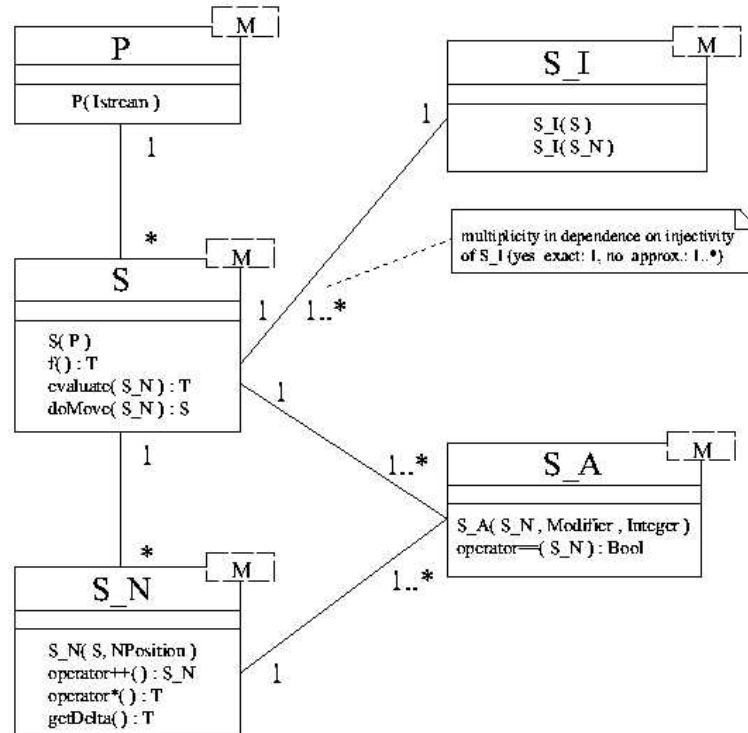 M
P
P( Istream )
1
*
M
S_I
S_I( S )
S_I( S_N )
1
multiplicity in dependence on injectivity
of S_I {yes exact: 1, no approx.: 1..*}
1..*
1
M
S
S( P )
f() : T
evaluate( S_N ) : T
doMove( S_N ) : S
1
1
1..*
M
S_A
S_A( S_N , Modifier , Integer )
operator==( S_N ) : Bool
1..*
*
M
S_N
S_N( S, NPosition )
operator++() : S_N
operator*() : T
getDelta() : T
1